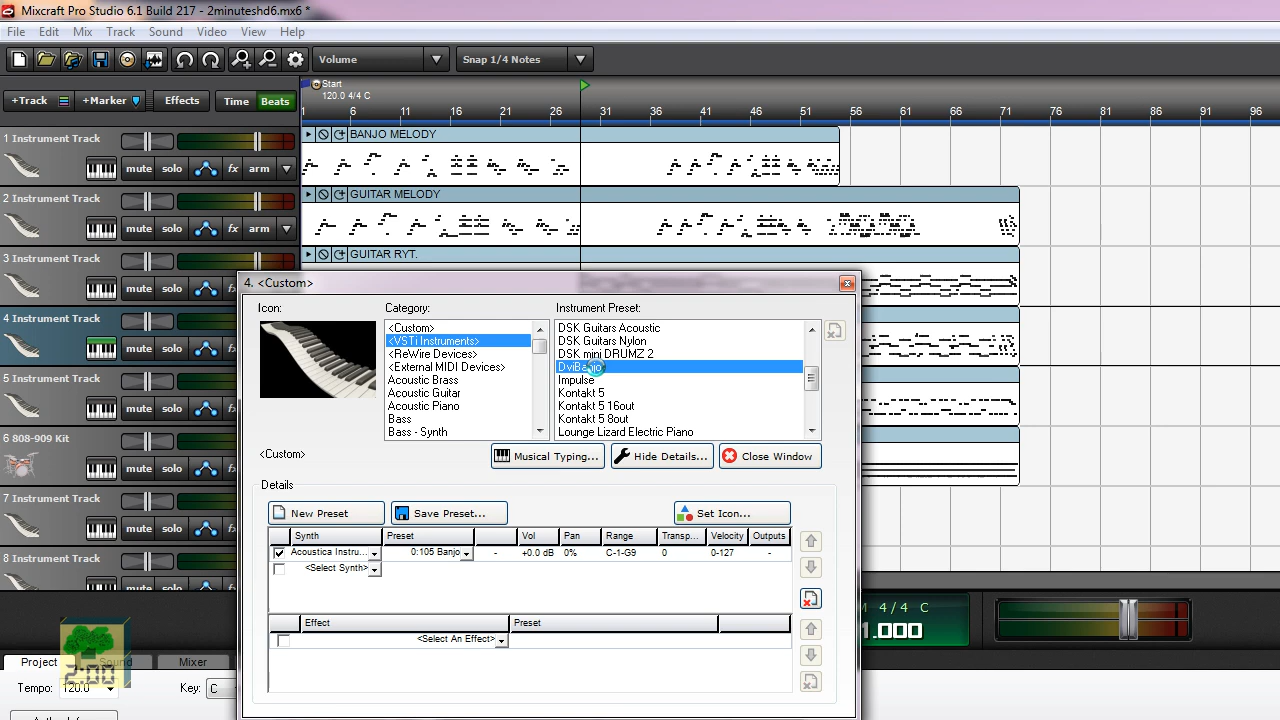 Mixcraft Pro Studio 6.1 Build 217 - 2minuteshd6.mx6 *
File Edit Mix Track Sound Video View Help
Volume Snap 1/4 Notes
+Track +Marker Effects Time Beats
Start
120.0 4/4 C
1 6 11 16 21 26 31 36 41 46 51 56 61 66 71 76 81 86 91 96
1 Instrument Track BANJO MELODY
mute solo fx arm
2 Instrument Track GUITAR MELODY
mute solo fx arm
3 Instrument Track GUITAR RYT.
mute solo
4 Instrument Track
mute solo
5 Instrument Track
mute solo
6 808-909 Kit
mute solo
7 Instrument Track
mute solo
8 Instrument Track
mute solo
4. <Custom>
Icon: Category: Instrument Preset:
<Custom> DSK Guitars Acoustic
<VSTi Instruments> DSK Guitars Nylon
<ReWire Devices> DSK mini DRUMZ 2
<External MIDI Devices> DviBanjo
Acoustic Brass Impulse
Acoustic Guitar Kontakt 5
Acoustic Piano Kontakt 5 16out
Bass Kontakt 5 8out
Bass - Synth Lounge Lizard Electric Piano
<Custom> Musical Typing... Hide Details... Close Window
Details
New Preset Save Preset... Set Icon...
Synth Preset Vol Pan Range Transp... Velocity Outputs
Acoustica Instru... 0:105 Banjo - +0.0 dB 0% C-1-G9 0 0-127 -
<Select Synth>
Effect Preset
<Select An Effect>
4/4 C
.000
Project Sound Mixer
2:00
Tempo: 120.0 Key: C